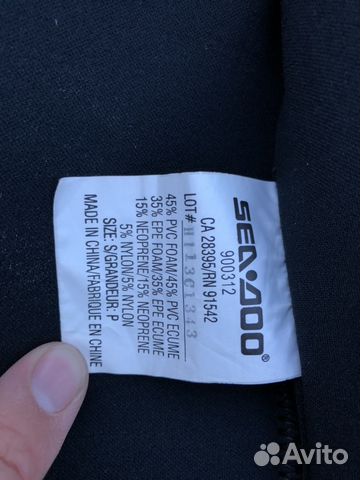 SEA-DOO®
900312
CA 28395/RN 91542
LOT# H113G1343
45% PVC FOAM/45% PVC ECUME
35% EPE FOAM/35% EPE ECUME
15% NEOPRENE/15% NEOPRENE
5% NYLON/5% NYLON
SIZE: S/GRANDEUR: P
MADE IN CHINA/FABRIQUE EN CHINE
Avito